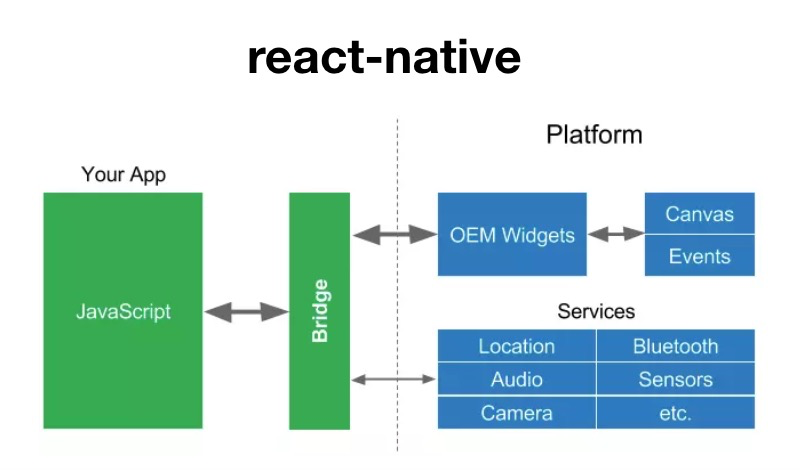 react-native
Platform
Your App
JavaScript
Bridge
OEM Widgets
Canvas
Events
Services
Location Bluetooth
Audio Sensors
Camera etc.